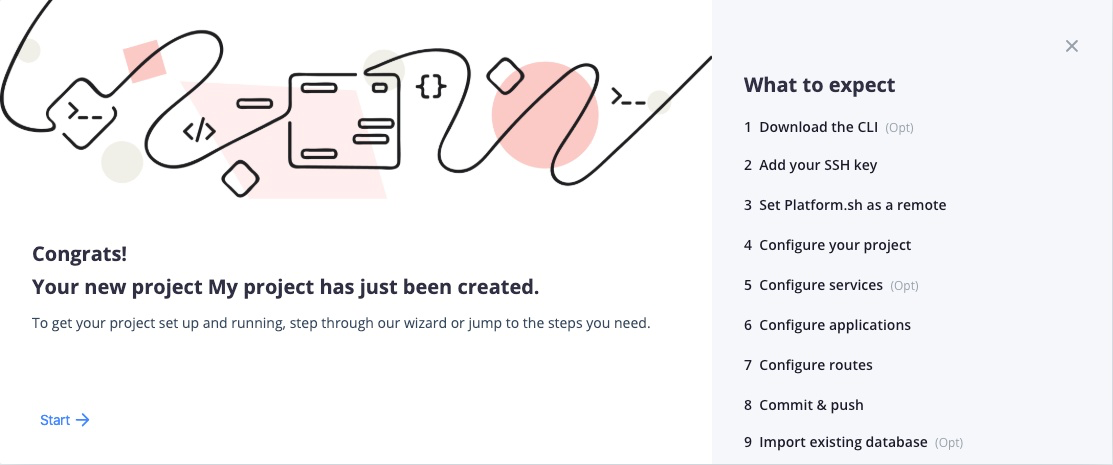 >_ _
</>
{}
>_ _
Congrats!
Your new project My project has just been created.
To get your project set up and running, step through our wizard or jump to the steps you need.
Start →
×
What to expect
1 Download the CLI (Opt)
2 Add your SSH key
3 Set Platform.sh as a remote
4 Configure your project
5 Configure services (Opt)
6 Configure applications
7 Configure routes
8 Commit & push
9 Import existing database (Opt)